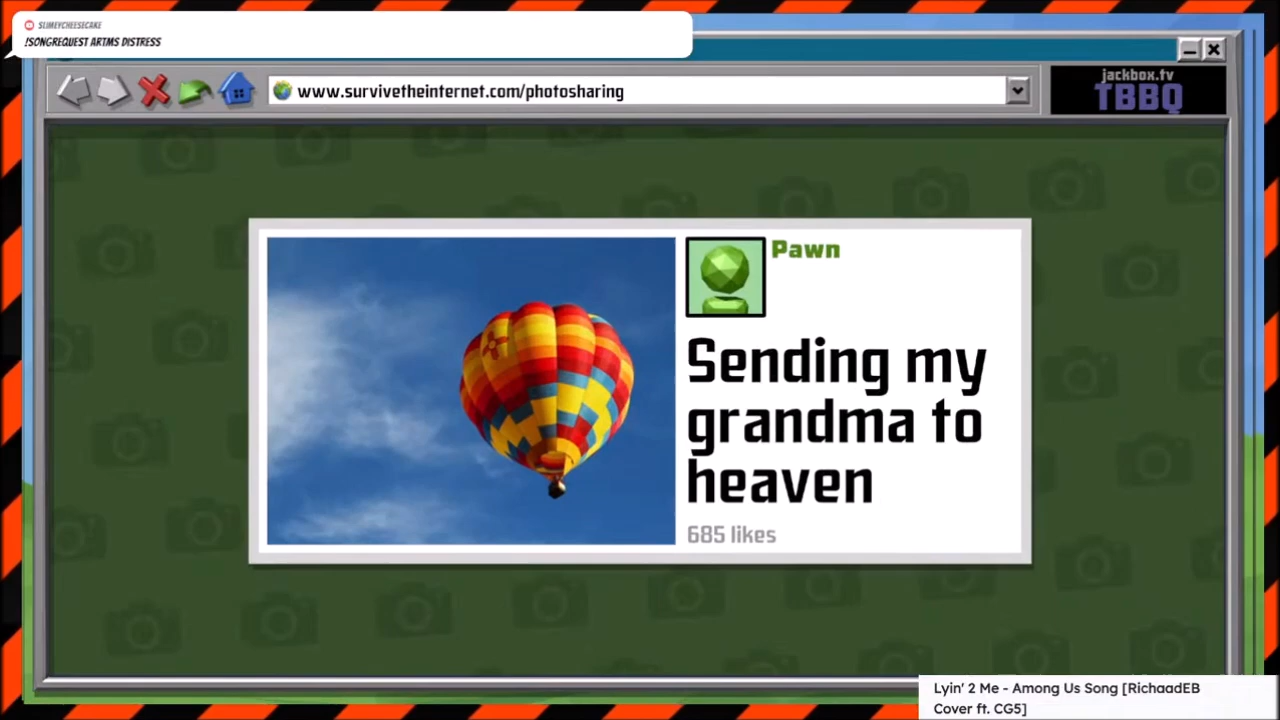 SLIMEYCHEESECAKE
!SONGREQUEST ARTMS DISTRESS
www.survivetheinternet.com/photosharing
jackbox.tv
TBBQ
Pawn
Sending my
grandma to
heaven
685 likes
Lyin' 2 Me - Among Us Song [RichaadEB
Cover ft. CG5]